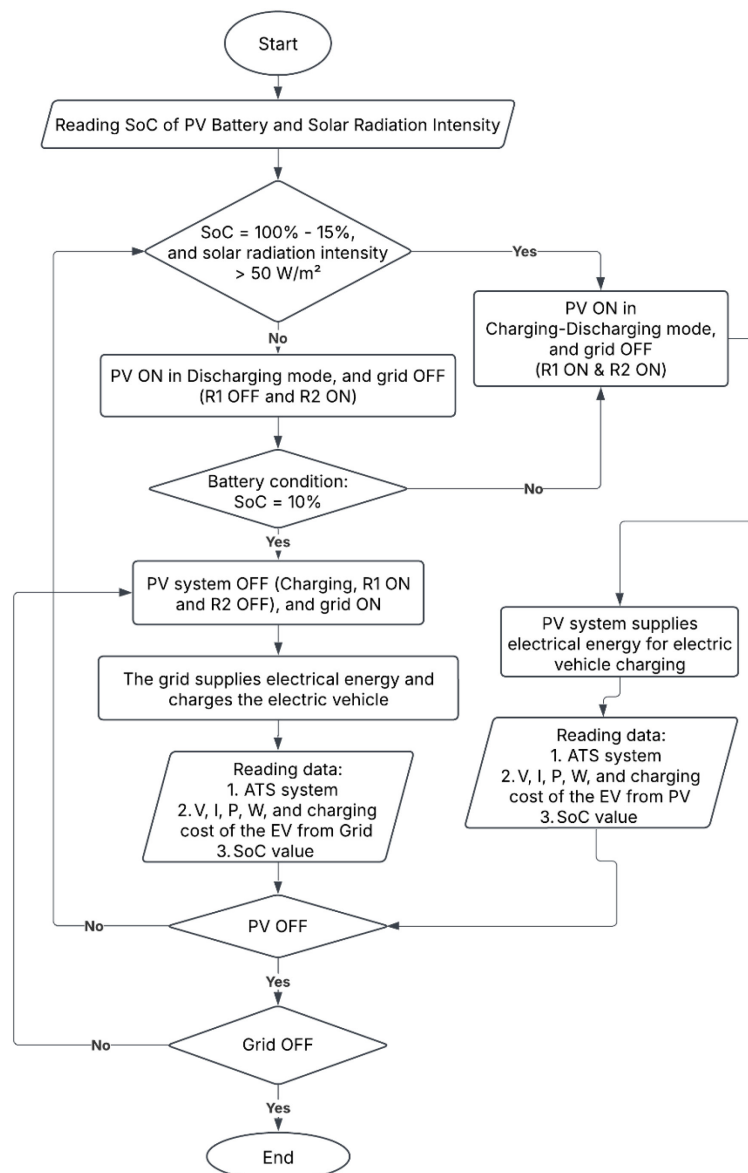 Start
Reading SoC of PV Battery and Solar Radiation Intensity
SoC = 100% - 15%,
and solar radiation intensity
> 50 W/m²
Yes
No
PV ON in
Charging-Discharging mode,
and grid OFF
(R1 ON & R2 ON)
PV ON in Discharging mode, and grid OFF
(R1 OFF and R2 ON)
Battery condition:
SoC = 10%
No
Yes
PV system OFF (Charging, R1 ON
and R2 OFF), and grid ON
PV system supplies
electrical energy for electric
vehicle charging
The grid supplies electrical energy and
charges the electric vehicle
Reading data:
1. ATS system
2. V, I, P, W, and charging
cost of the EV from PV
3. SoC value
Reading data:
1. ATS system
2. V, I, P, W, and charging
cost of the EV from Grid
3. SoC value
PV OFF
No
Yes
Grid OFF
No
Yes
End